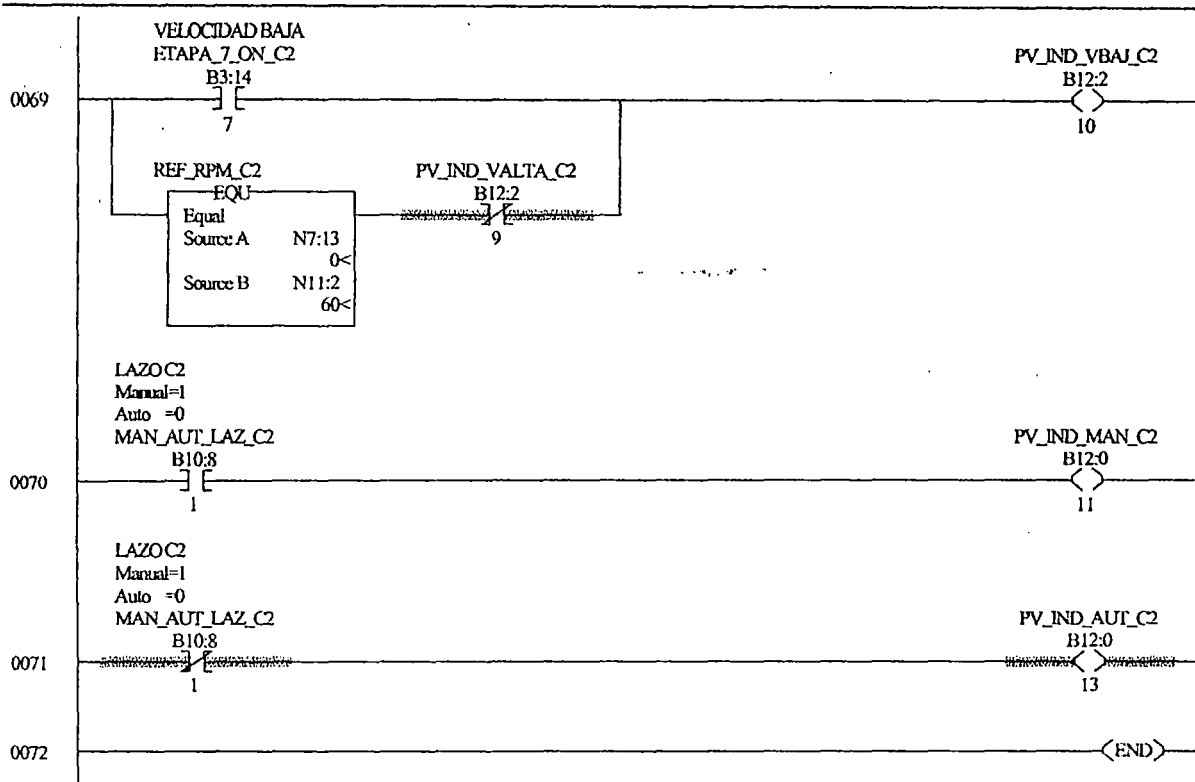 VELOCIDAD BAJA
ETAPA_7_ON_C2
B3:14
7
PV_IND_VBAJ_C2
B12:2
10
0069
REF_RPM_C2
EQU
Equal
Source A N7:13
0<
Source B N11:2
60<
PV_IND_VALTA_C2
B12:2
9
LAZO C2
Manual=1
Auto =0
MAN_AUT_LAZ_C2
B10:8
1
PV_IND_MAN_C2
B12:0
11
0070
LAZO C2
Manual=1
Auto =0
MAN_AUT_LAZ_C2
B10:8
1
PV_IND_AUT_C2
B12:0
13
0071
0072
END